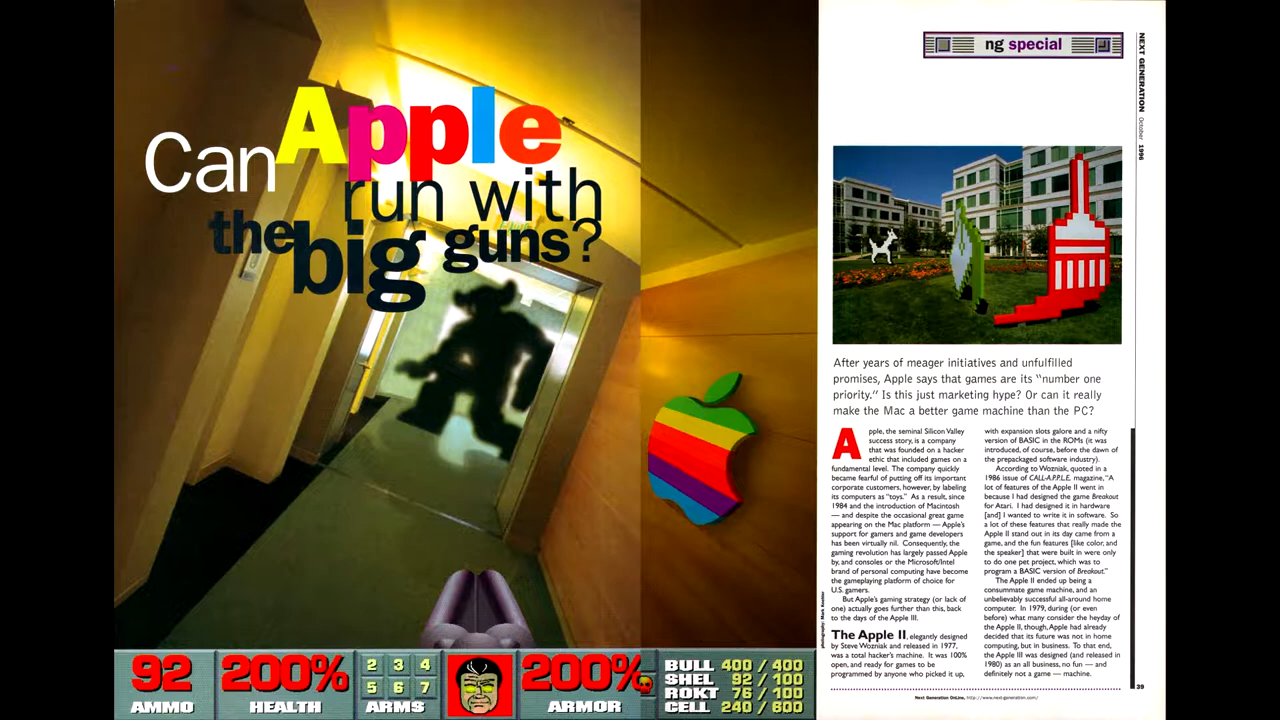 Can Apple
run with
the big guns?
92
AMMO
200%
HEALTH
2 3 4
5 6 7
ARMS
200%
ARMOR
BULL 400 / 400
SHEL 92 / 100
ROKT 76 / 100
CELL 240 / 600
ng special
NEXT GENERATION October 1996
After years of meager initiatives and unfulfilled
promises, Apple says that games are its "number one
priority." Is this just marketing hype? Or can it really
make the Mac a better game machine than the PC?
Apple, the seminal Silicon Valley
success story, is a company
that was founded on a hacker
ethic that included games on a
fundamental level. The company quickly
became fearful of putting off its important
corporate customers, however, by labeling
its computers as "toys." As a result, since
1984 and the introduction of Macintosh
— and despite the occasional great game
appearing on the Mac platform — Apple's
support for gamers and game developers
has been virtually nil. Consequently, the
gaming revolution has largely passed Apple
by, and consoles or the Microsoft/Intel
brand of personal computing have become
the gameplaying platform of choice for
U.S. gamers.
But Apple's gaming strategy (or lack of
one) actually goes further than this, back
to the days of the Apple III.
The Apple II, elegantly designed
by Steve Wozniak and released in 1977,
was a total hacker's machine. It was 100%
open, and ready for games to be
programmed by anyone who picked it up,
with expansion slots galore and a nifty
version of BASIC in the ROMs (it was
introduced, of course, before the dawn of
the prepackaged software industry).
According to Wozniak, quoted in a
1986 issue of CALL-A.P.P.L.E. magazine, "A
lot of features of the Apple II went in
because I had designed the game Breakout
for Atari. I had designed it in hardware
[and] I wanted to write it in software. So
a lot of these features that really made the
Apple II stand out in its day came from a
game, and the fun features [like color, and
the speaker] that were built in were only
to do one pet project, which was to
program a BASIC version of Breakout."
The Apple II ended up being a
consummate game machine, and an
unbelievably successful all-around home
computer. In 1979, during (or even
before) what many consider the heyday of
the Apple II, though, Apple had already
decided that its future was not in home
computing, but in business. To that end,
the Apple III was designed (and released in
1980) as an all business, no fun — and
definitely not a game — machine.
Next Generation OnLine, http://www.next-generation.com/
39